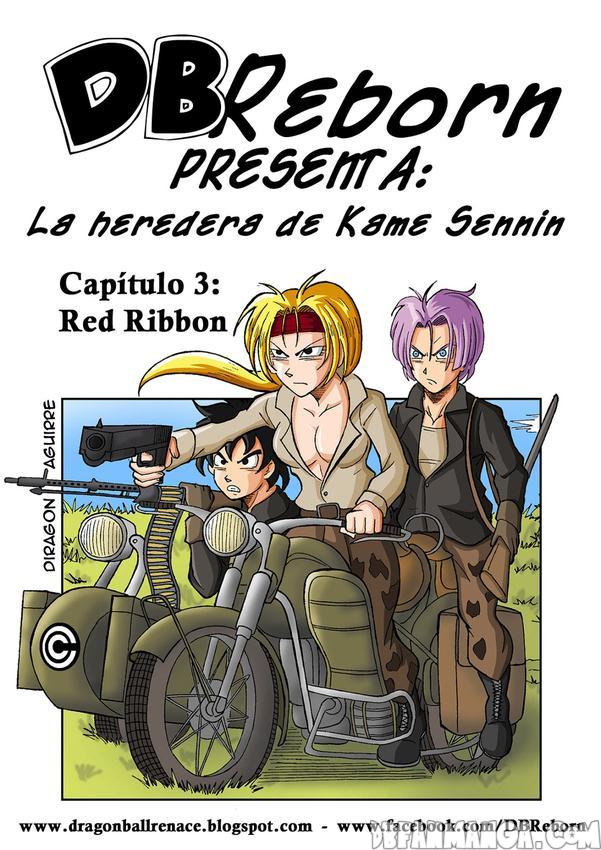 DBReborn
PRESENTA:
La heredera de Kame Sennin
Capítulo 3:
Red Ribbon
DIRAGON AGUIRRE
C
www.dragonballrenace.blogspot.com - www.facebook.com/DBReborn
DBFANMANGA.COM